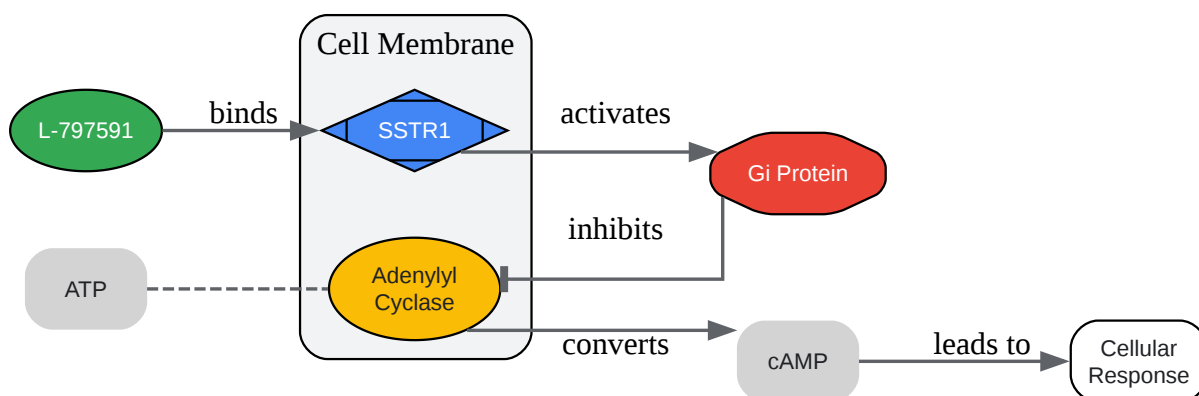 Cell Membrane
L-797591
binds
SSTR1
activates
Gi Protein
inhibits
ATP
Adenylyl
Cyclase
converts
cAMP
leads to
Cellular
Response